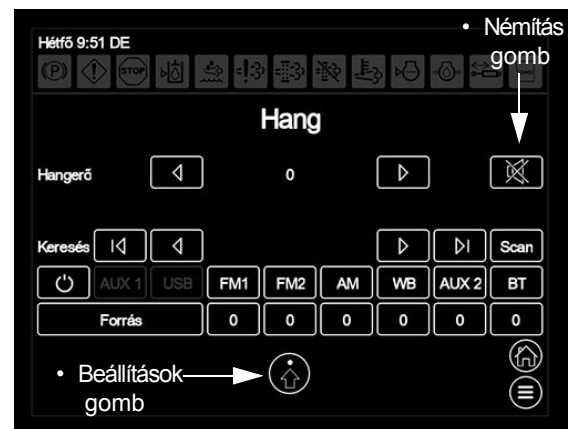 • Némítás
gomb
Hétfő 9:51 DE
(P) STOP
Hang
Hangerő 0
Keresés Scan
AUX 1 USB FM1 FM2 AM WB AUX 2 BT
Forrás 0 0 0 0 0 0
• Beállítások
gomb